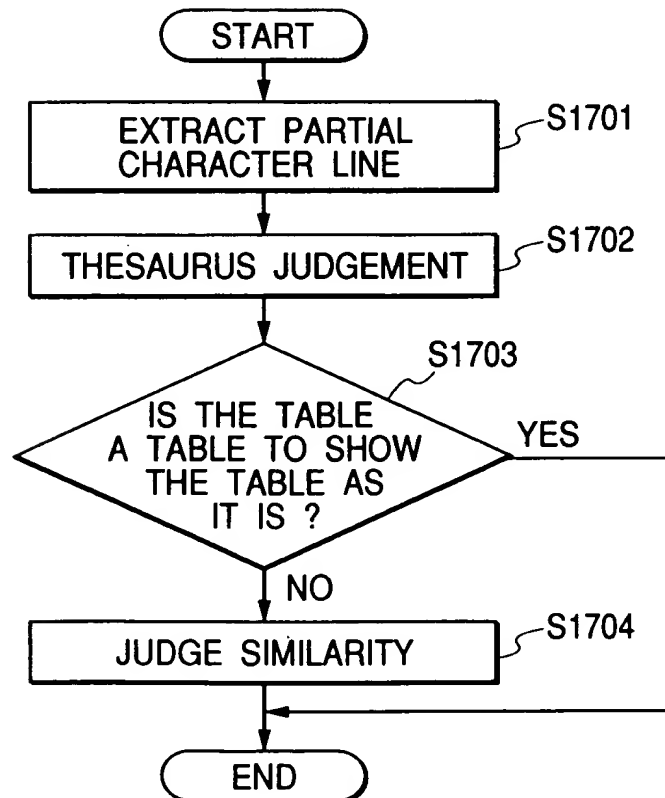 START
EXTRACT PARTIAL
CHARACTER LINE
S1701
THESAURUS JUDGEMENT
S1702
S1703
IS THE TABLE
A TABLE TO SHOW
THE TABLE AS
IT IS ?
YES
NO
JUDGE SIMILARITY
S1704
END